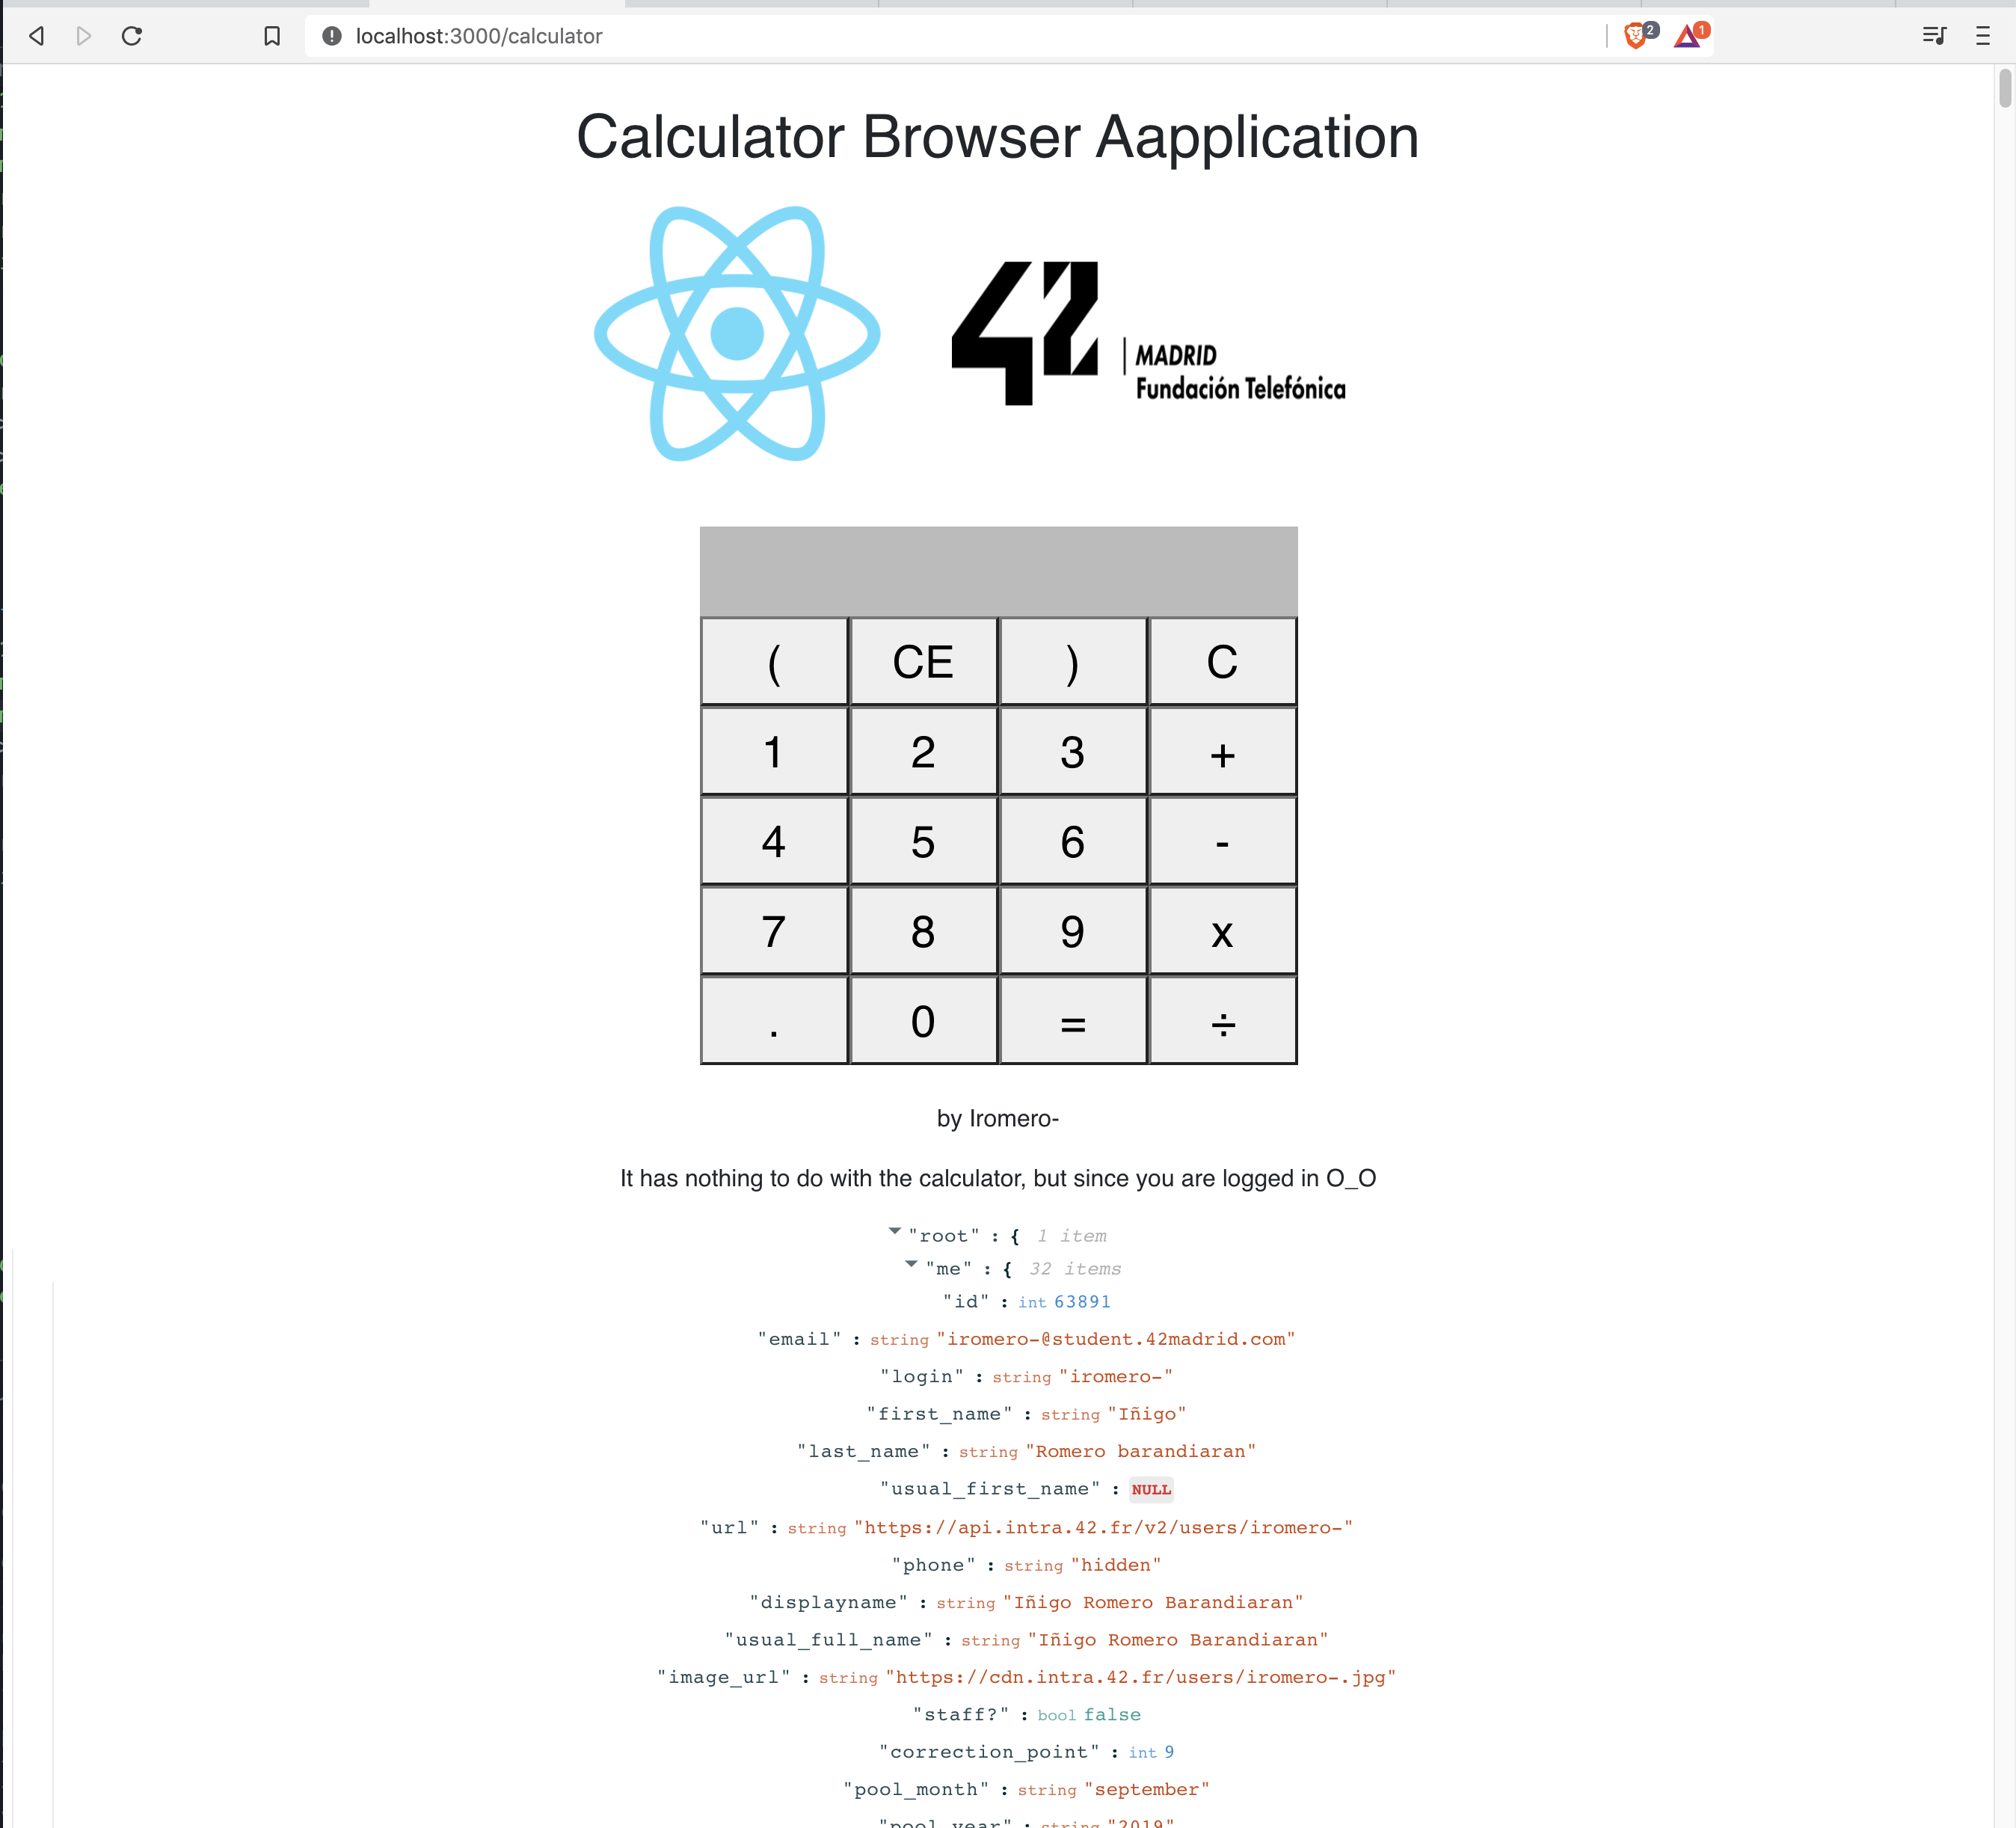 localhost:3000/calculator
2
1
Calculator Browser Aapplication
42
MADRID
Fundación Telefónica
( CE ) C
1 2 3 +
4 5 6 -
7 8 9 x
. 0 = ÷
by Iromero-
It has nothing to do with the calculator, but since you are logged in O_O
"root" : { 1 item
"me" : { 32 items
"id" : int 63891
"email" : string "iromero-@student.42madrid.com"
"login" : string "iromero-"
"first_name" : string "Iñigo"
"last_name" : string "Romero barandiaran"
"usual_first_name" : NULL
"url" : string "https://api.intra.42.fr/v2/users/iromero-"
"phone" : string "hidden"
"displayname" : string "Iñigo Romero Barandiaran"
"usual_full_name" : string "Iñigo Romero Barandiaran"
"image_url" : string "https://cdn.intra.42.fr/users/iromero-.jpg"
"staff?" : bool false
"correction_point" : int 9
"pool_month" : string "september"
"pool_year" : string "2019"